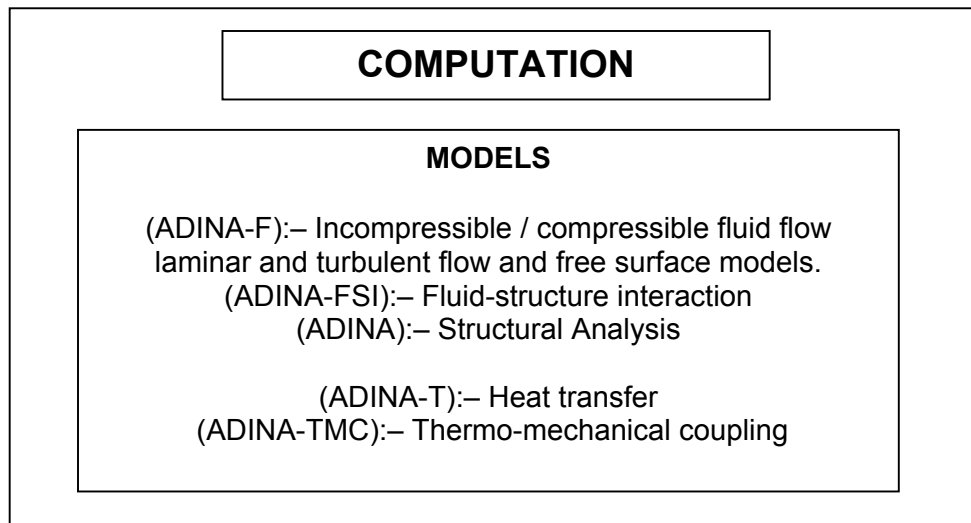 COMPUTATION
MODELS
(ADINA-F):– Incompressible / compressible fluid flow
laminar and turbulent flow and free surface models.
(ADINA-FSI):– Fluid-structure interaction
(ADINA):– Structural Analysis
(ADINA-T):– Heat transfer
(ADINA-TMC):– Thermo-mechanical coupling